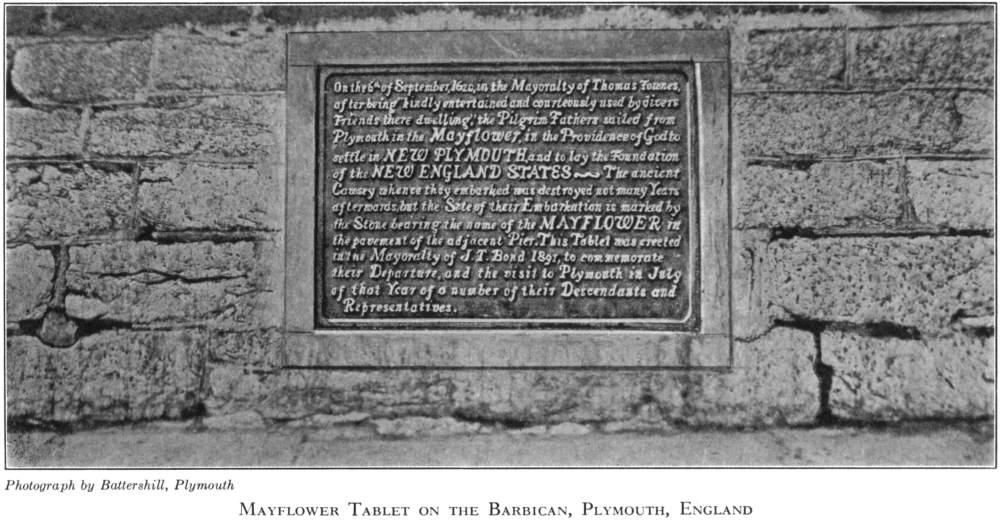 On the 6th of September, 1620, in the Mayoralty of Thomas Fownes,
after being "kindly entertained and courteously used by divers
Friends there dwelling," the Pilgrim Fathers sailed from
Plymouth in the Mayflower, in the Providence of God to
settle in NEW PLYMOUTH, and to lay the Foundation
of the NEW ENGLAND STATES ~ The ancient
Cawsey whence they embarked was destroyed not many Years
afterwards, but the Site of their Embarkation is marked by
the Stone bearing the name of the MAYFLOWER in
the pavement of the adjacent Pier. This Tablet was erected
in the Mayoralty of J. T. Bond 1891, to commemorate
their Departure, and the visit to Plymouth in July
of that Year of a number of their Descendants and
Representatives.
Photograph by Battershill, Plymouth
MAYFLOWER TABLET ON THE BARBICAN, PLYMOUTH, ENGLAND